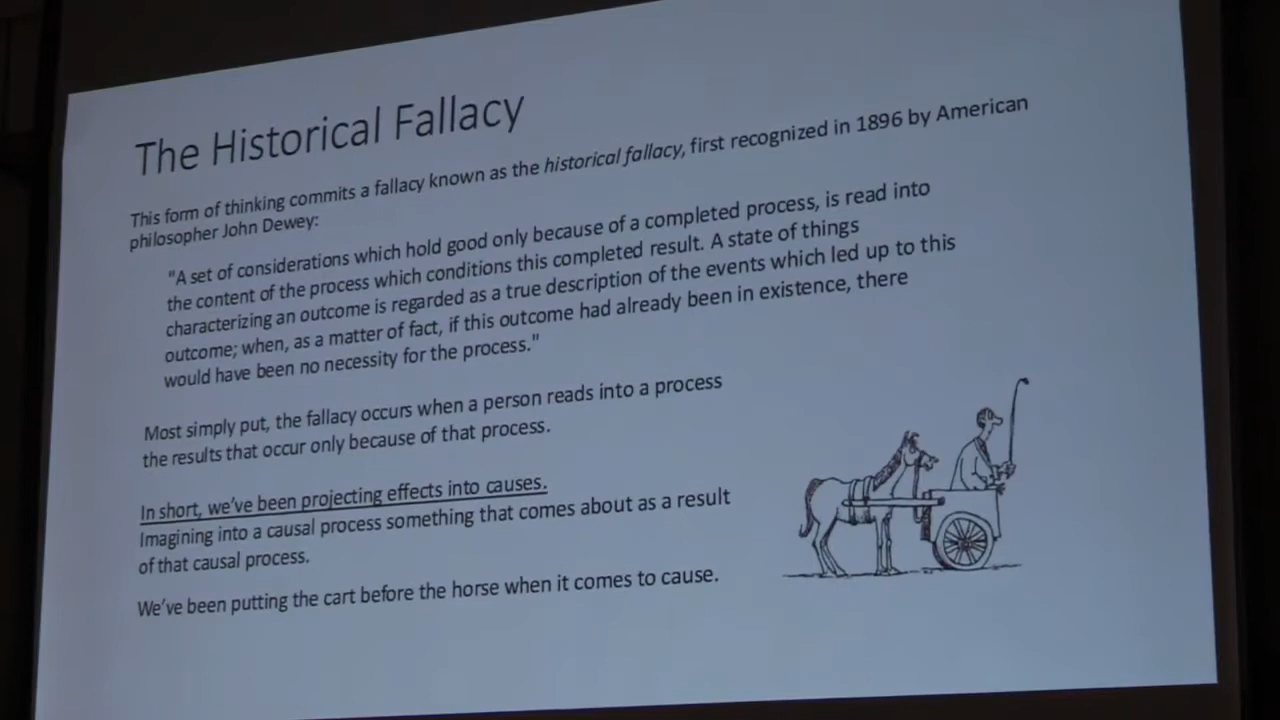 The Historical Fallacy
This form of thinking commits a fallacy known as the historical fallacy, first recognized in 1896 by American
philosopher John Dewey:
"A set of considerations which hold good only because of a completed process, is read into
the content of the process which conditions this completed result. A state of things
characterizing an outcome is regarded as a true description of the events which led up to this
outcome; when, as a matter of fact, if this outcome had already been in existence, there
would have been no necessity for the process."
Most simply put, the fallacy occurs when a person reads into a process
the results that occur only because of that process.
In short, we've been projecting effects into causes.
Imagining into a causal process something that comes about as a result
of that causal process.
We've been putting the cart before the horse when it comes to cause.